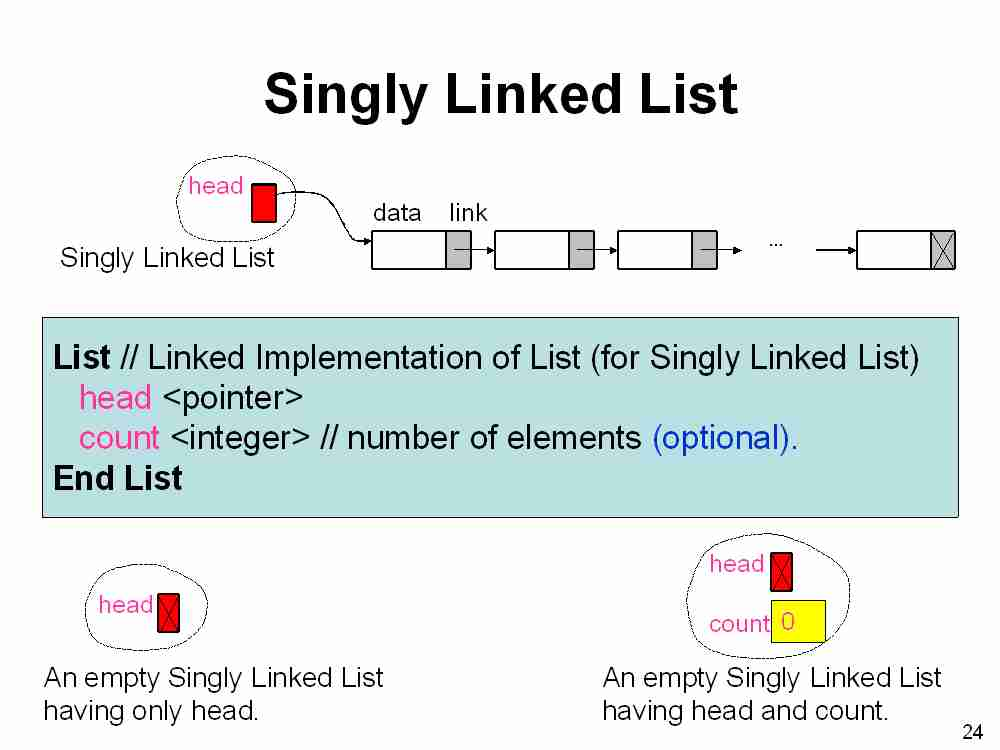 Singly Linked List
head
data link
...
Singly Linked List
List // Linked Implementation of List (for Singly Linked List)
head <pointer>
count <integer> // number of elements (optional).
End List
head
head
count 0
An empty Singly Linked List
having only head.
An empty Singly Linked List
having head and count.
24